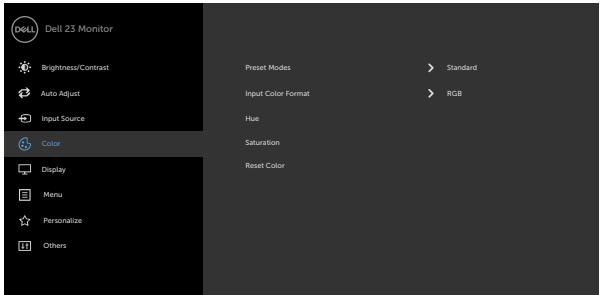 DELL Dell 23 Monitor
Brightness/Contrast
Preset Modes Standard
Auto Adjust
Input Color Format RGB
Input Source
Hue
Color
Saturation
Display
Reset Color
Menu
Personalize
Others